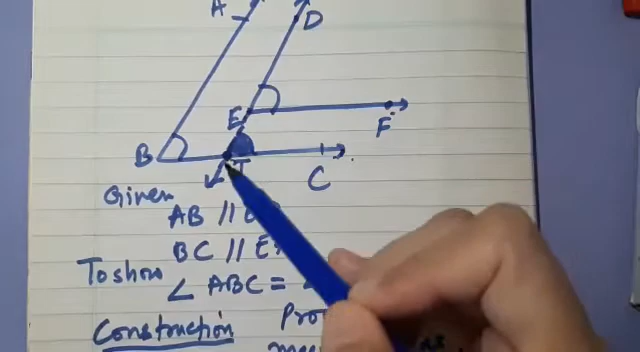 A
D
E
F
B
T
C
Given
AB //
BC // E
To show
∠ ABC =
Construction